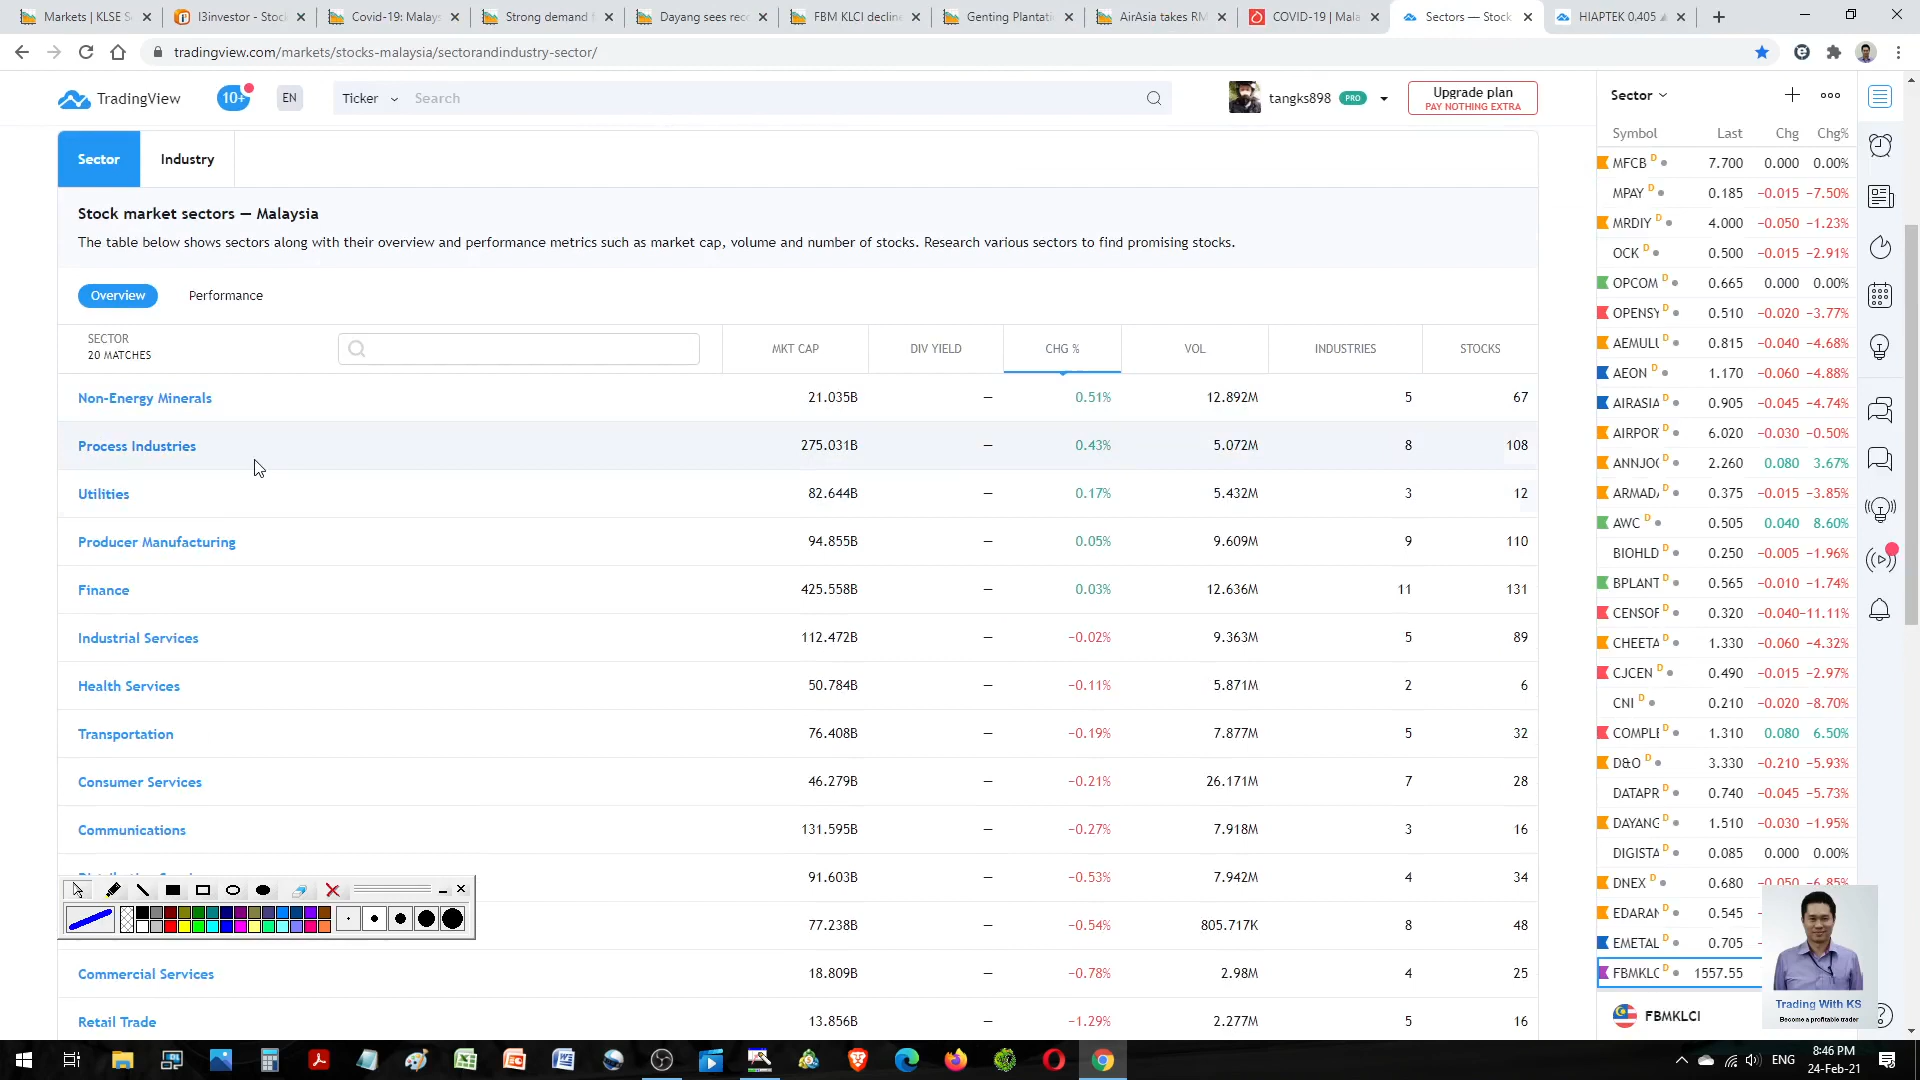 Markets | KLSE S
I3investor - Stoc
Covid-19: Malays
Strong demand f
Dayang sees rec
FBM KLCI decline
Genting Plantati
AirAsia takes RM
COVID-19 | Mala
Sectors — Stock
HIAPTEK 0.405
tradingview.com/markets/stocks-malaysia/sectorandindustry-sector/
TradingView
10+
EN
Ticker
Search
tangks898 PRO
Upgrade plan
PAY NOTHING EXTRA
Sector Industry
Stock market sectors — Malaysia
The table below shows sectors along with their overview and performance metrics such as market cap, volume and number of stocks. Research various sectors to find promising stocks.
Overview Performance
SECTOR
20 MATCHES
MKT CAP DIV YIELD CHG % VOL INDUSTRIES STOCKS
Non-Energy Minerals 21.035B — 0.51% 12.892M 5 67
Process Industries 275.031B — 0.43% 5.072M 8 108
Utilities 82.644B — 0.17% 5.432M 3 12
Producer Manufacturing 94.855B — 0.05% 9.609M 9 110
Finance 425.558B — 0.03% 12.636M 11 131
Industrial Services 112.472B — −0.02% 9.363M 5 89
Health Services 50.784B — −0.11% 5.871M 2 6
Transportation 76.408B — −0.19% 7.877M 5 32
Consumer Services 46.279B — −0.21% 26.171M 7 28
Communications 131.595B — −0.27% 7.918M 3 16
91.603B — −0.53% 7.942M 4 34
77.238B — −0.54% 805.717K 8 48
Commercial Services 18.809B — −0.78% 2.98M 4 25
Retail Trade 13.856B — −1.29% 2.277M 5 16
Sector
Symbol Last Chg Chg%
MFCB D 7.700 0.000 0.00%
MPAY D 0.185 −0.015 −7.50%
MRDIY D 4.000 −0.050 −1.23%
OCK D 0.500 −0.015 −2.91%
OPCOM D 0.665 0.000 0.00%
OPENSY D 0.510 −0.020 −3.77%
AEMULU D 0.815 −0.040 −4.68%
AEON D 1.170 −0.060 −4.88%
AIRASIA D 0.905 −0.045 −4.74%
AIRPOR D 6.020 −0.030 −0.50%
ANNJOO D 2.260 0.080 3.67%
ARMADA D 0.375 −0.015 −3.85%
AWC D 0.505 0.040 8.60%
BIOHLD D 0.250 −0.005 −1.96%
BPLANT D 0.565 −0.010 −1.74%
CENSOF D 0.320 −0.040 −11.11%
CHEETA D 1.330 −0.060 −4.32%
CJCEN D 0.490 −0.015 −2.97%
CNI D 0.210 −0.020 −8.70%
COMPLE D 1.310 0.080 6.50%
D&O D 3.330 −0.210 −5.93%
DATAPR D 0.740 −0.045 −5.73%
DAYANG D 1.510 −0.030 −1.95%
DIGISTA D 0.085 0.000 0.00%
DNEX D 0.680 −0.050 −6.85%
EDARAN D 0.545
EMETAL D 0.705
FBMKLC D 1557.55
FBMKLCI
Trading With KS
Become a profitable trader
ENG
8:46 PM
24-Feb-21